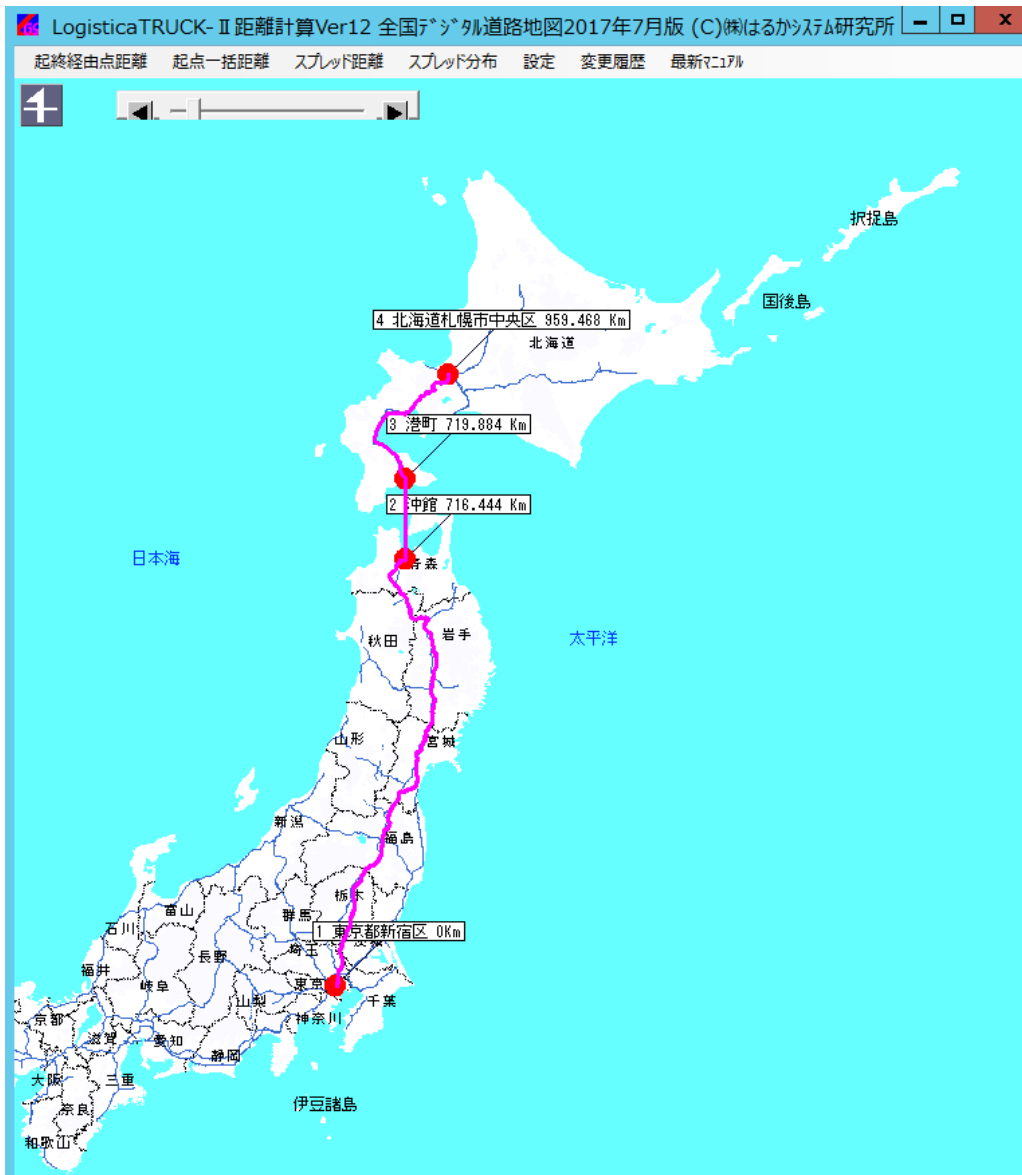 LogisticaTRUCK-Ⅱ距離計算Ver12 全国ﾃﾞｼﾞﾀﾙ道路地図2017年7月版 (C)㈱はるかｼｽﾃﾑ研究所
起終経由点距離 起点一括距離 スプレッド距離 スプレッド分布 設定 変更履歴 最新ﾏﾆｭｱﾙ
択捉島
国後島
4 北海道札幌市中央区 959.468 Km
北海道
3 港町 719.884 Km
2 沖館 716.444 Km
日本海
青森
太平洋
秋田
岩手
山形
宮城
新潟
福島
栃木
富山
群馬
石川
1 東京都新宿区 0Km
茨城
埼玉
長野
福井
岐阜
東京
山梨
千葉
京都
神奈川
滋賀
愛知
静岡
大阪
三重
奈良
伊豆諸島
和歌山